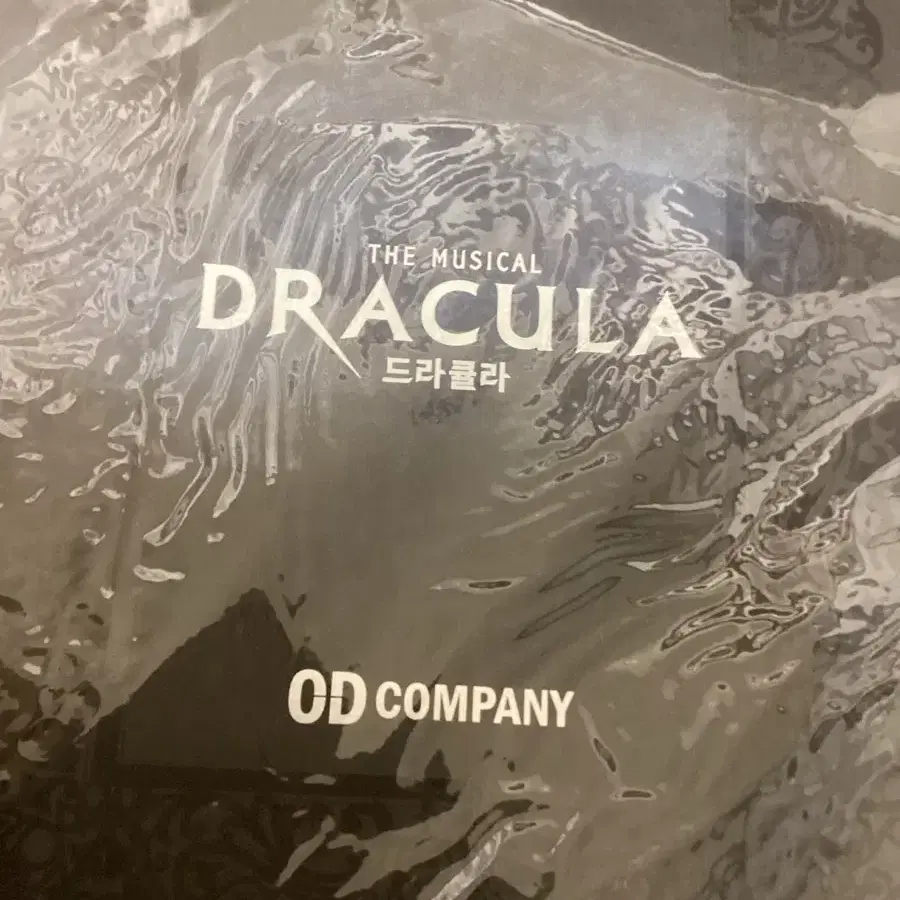 THE MUSICAL
DRACULA
드라큘라
OD COMPANY